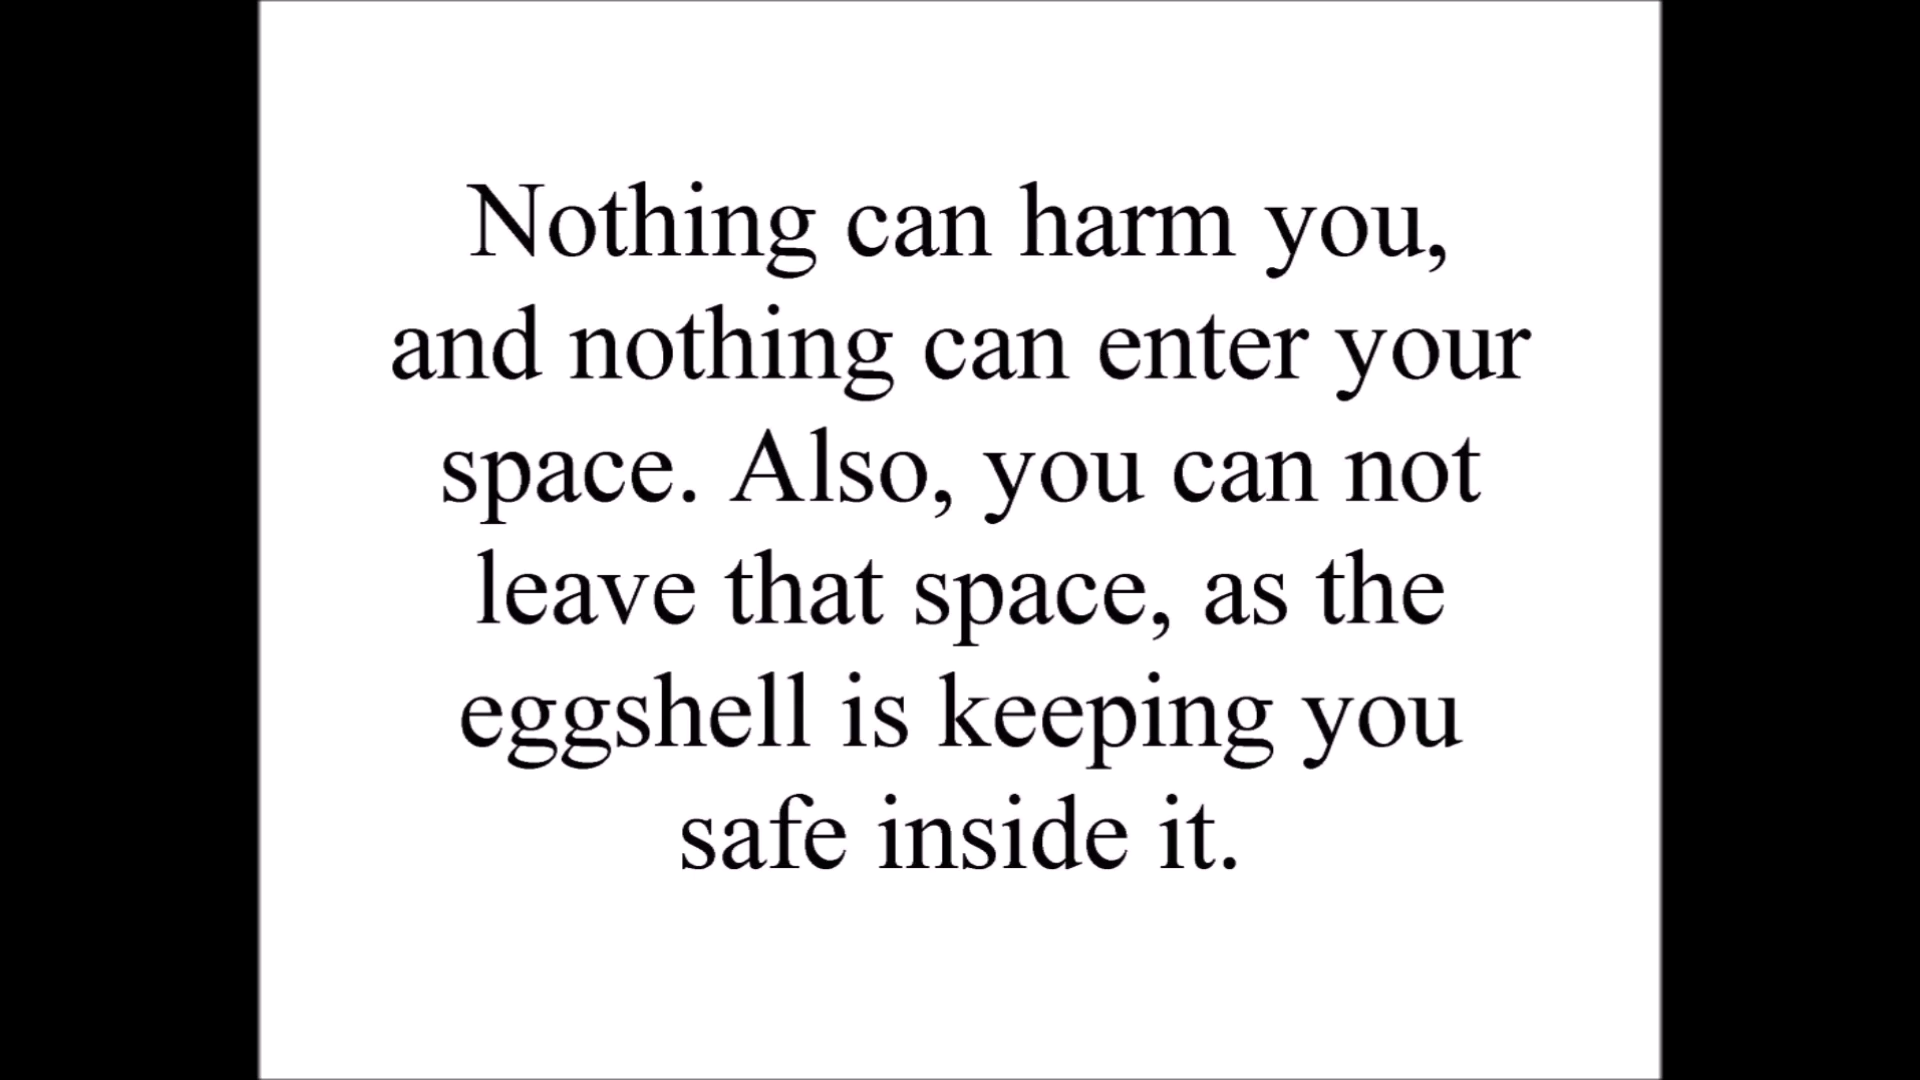 Nothing can harm you,
and nothing can enter your
space. Also, you can not
leave that space, as the
eggshell is keeping you
safe inside it.